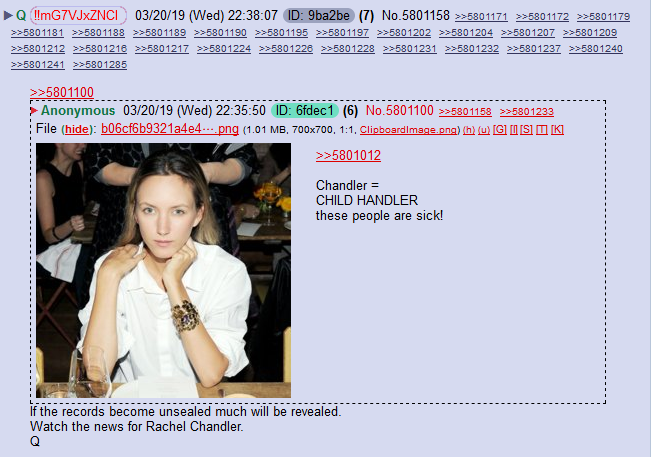 ▶ Q !!mG7VJxZNCI 03/20/19 (Wed) 22:38:07 ID: 9ba2be (7) No.5801158 >>5801171 >>5801172 >>5801179
>>5801181 >>5801188 >>5801189 >>5801190 >>5801195 >>5801197 >>5801202 >>5801204 >>5801207 >>5801209
>>5801212 >>5801216 >>5801217 >>5801224 >>5801226 >>5801228 >>5801231 >>5801232 >>5801237 >>5801240
>>5801241 >>5801285
>>5801100
▶ Anonymous 03/20/19 (Wed) 22:35:50 ID: 6fdec1 (6) No.5801100 >>5801158 >>5801233
File (hide): b06cf6b9321a4e4⋯.png (1.01 MB, 700x700, 1:1, ClipboardImage.png) (h) (u) [G] [I] [S] [T] [K]
>>5801012
Chandler =
CHILD HANDLER
these people are sick!
If the records become unsealed much will be revealed.
Watch the news for Rachel Chandler.
Q